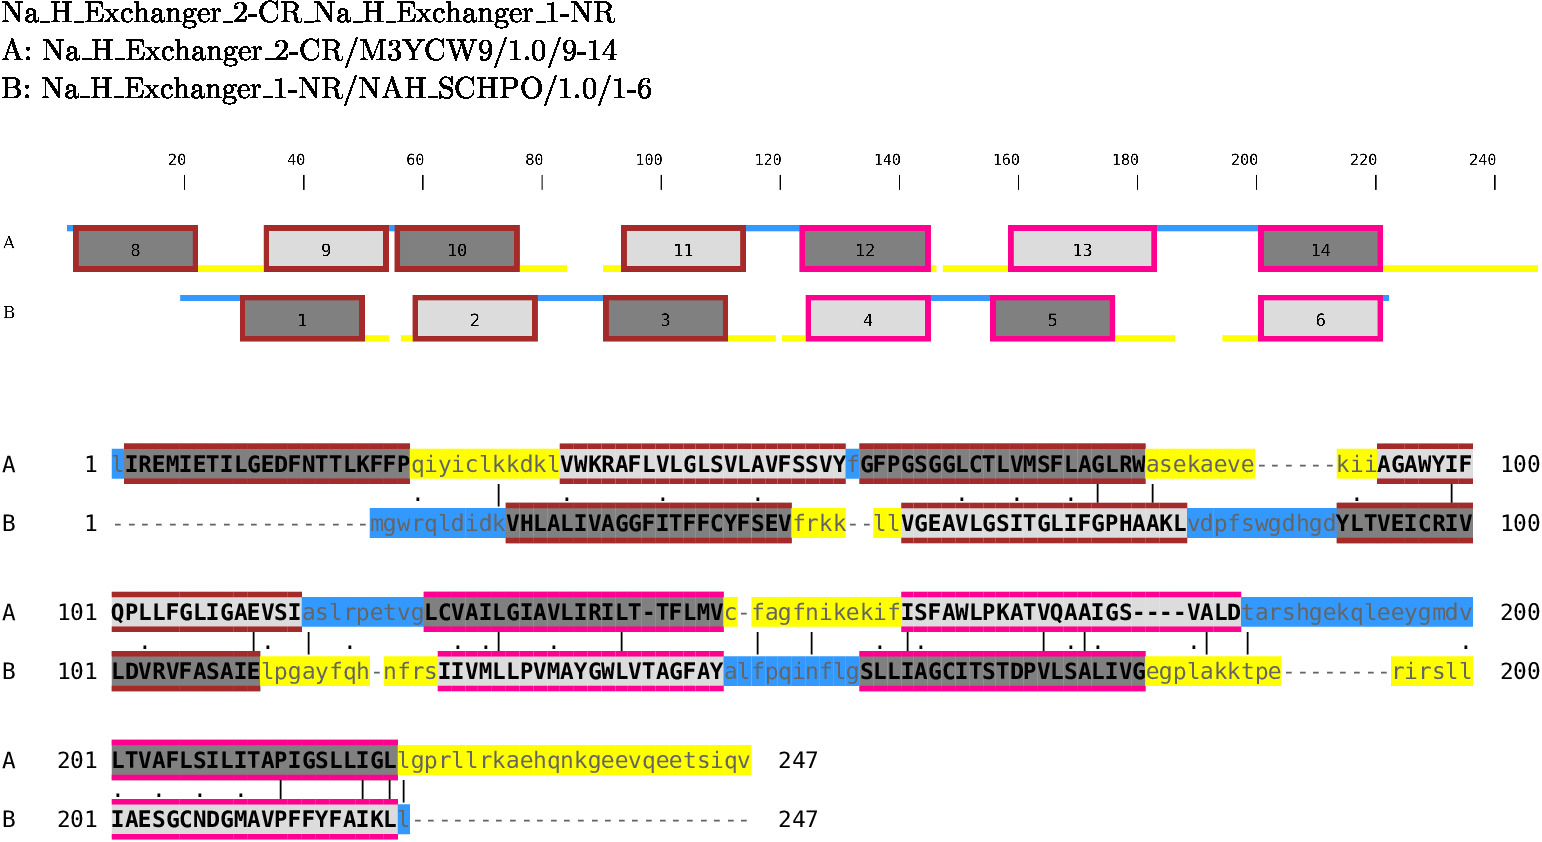 Na_H_Exchanger_2-CR_Na_H_Exchanger_1-NR
A: Na_H_Exchanger_2-CR/M3YCW9/1.0/9-14
B: Na_H_Exchanger_1-NR/NAH_SCHPO/1.0/1-6
20 40 60 80 100 120 140 160 180 200 220 240
A 8 9 10 11 12 13 14
B 1 2 3 4 5 6
A 1 lIREMIETILGEDFNTTLKFFPqiyiclkkdklVWKRAFLVLGLSVLAVFSSVYfGFPGSGGLCTLVMSFLAGLRWasekaeve------kiiAGAWYIF 100
B 1 -------------------mgwrqldidkVHLALIVAGGFITFFCYFSEVfrkk--llVGEAVLGSITGLIFGPHAAKLvdpfswgdhgdYLTVEICRIV 100
A 101 QPLLFGLIGAEVSIaslrpetvgLCVAILGIAVLIRILT-TFLMVc-fagfnikekifISFAWLPKATVQAAIGS----VALDtarshgekqleeygmdv 200
B 101 LDVRVFASAIElpgayfqh-nfrsIIVMLLPVMAYGWLVTAGFAYalfpqinflgSLLIAGCITSTDPVLSALIVGegplakktpe--------rirsll 200
A 201 LTVAFLSILITAPIGSLLIGLlgprllrkaehqnkgeevqeetsiqv 247
B 201 IAESGCNDGMAVPFFYFAIKLl------------------------- 247